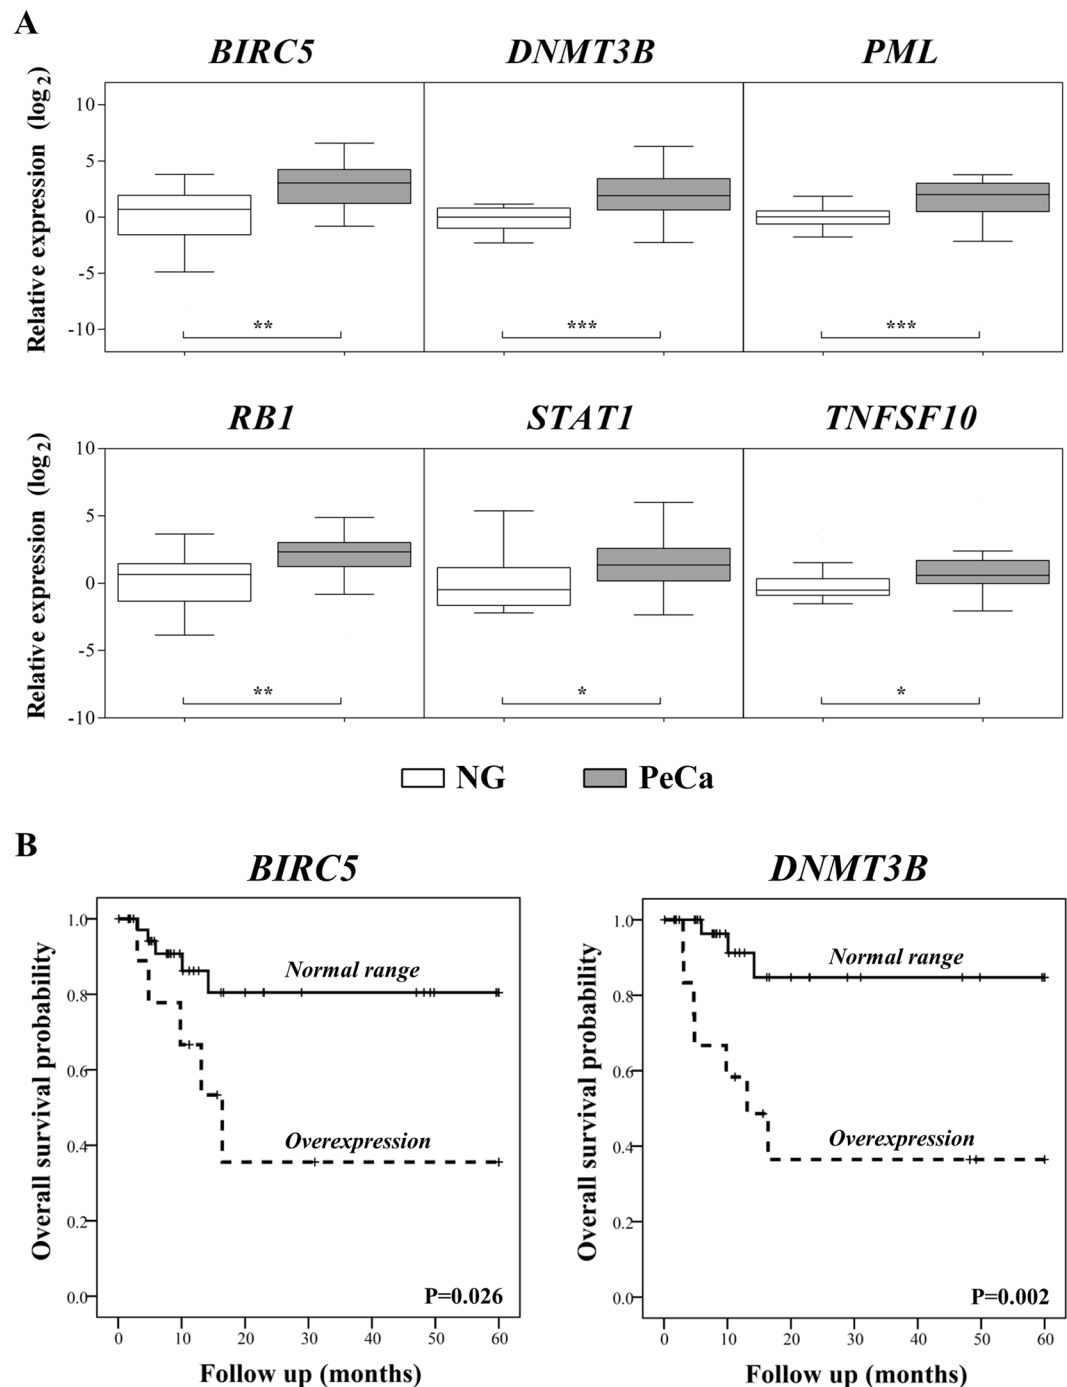 A
BIRC5 DNMT3B PML
Relative expression (log2)
10
5
0
-5
-10
** *** ***
RB1 STAT1 TNFSF10
Relative expression (log2)
10
5
0
-5
-10
** * *
NG PeCa
B
BIRC5 DNMT3B
Overall survival probability
1.0
0.8
0.6
0.4
0.2
0.0
Normal range
Overexpression
P=0.026
0 10 20 30 40 50 60
Follow up (months)
Overall survival probability
1.0
0.8
0.6
0.4
0.2
0.0
Normal range
Overexpression
P=0.002
0 10 20 30 40 50 60
Follow up (months)